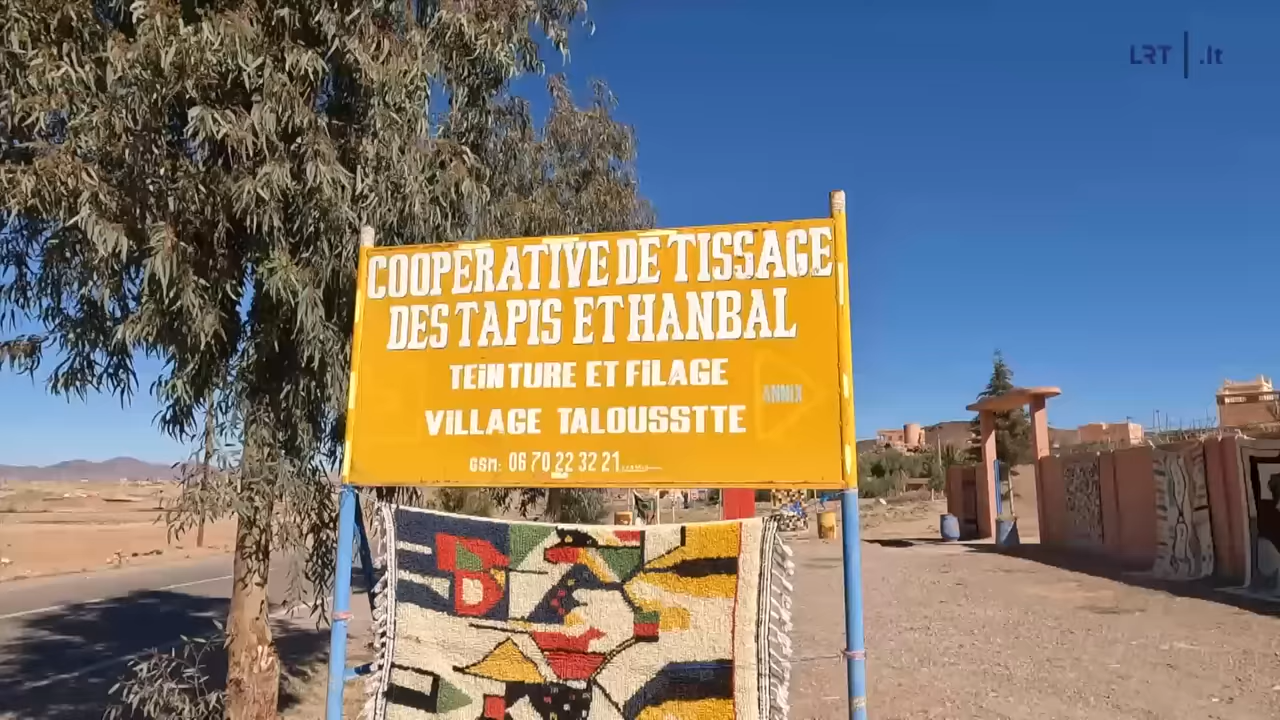 LRT | .lt
COOPERATIVE DE TISSAGE
DES TAPIS ET HANBAL
TEINTURE ET FILAGE
ANNIX
VILLAGE TALOUSSTTE
GSM: 06 70 22 32 21